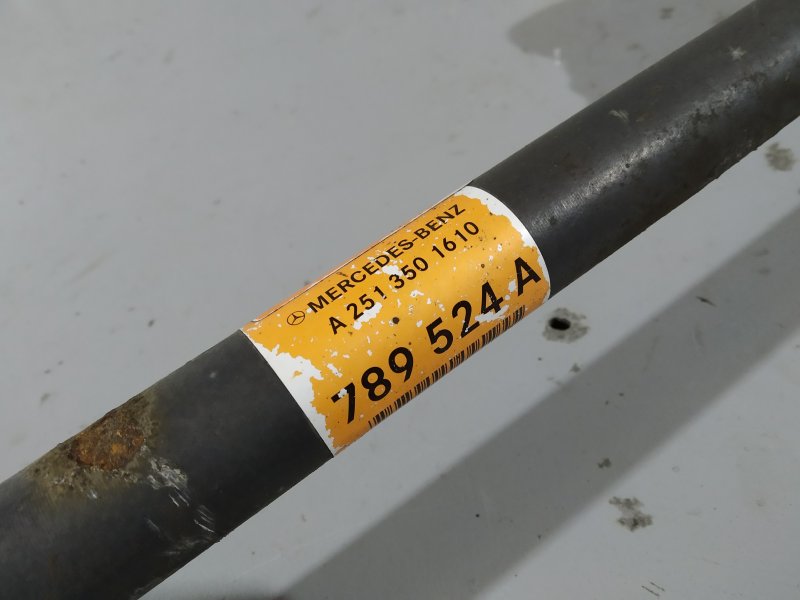 MERCEDES-BENZ
A 251 350 1610
789 524 A